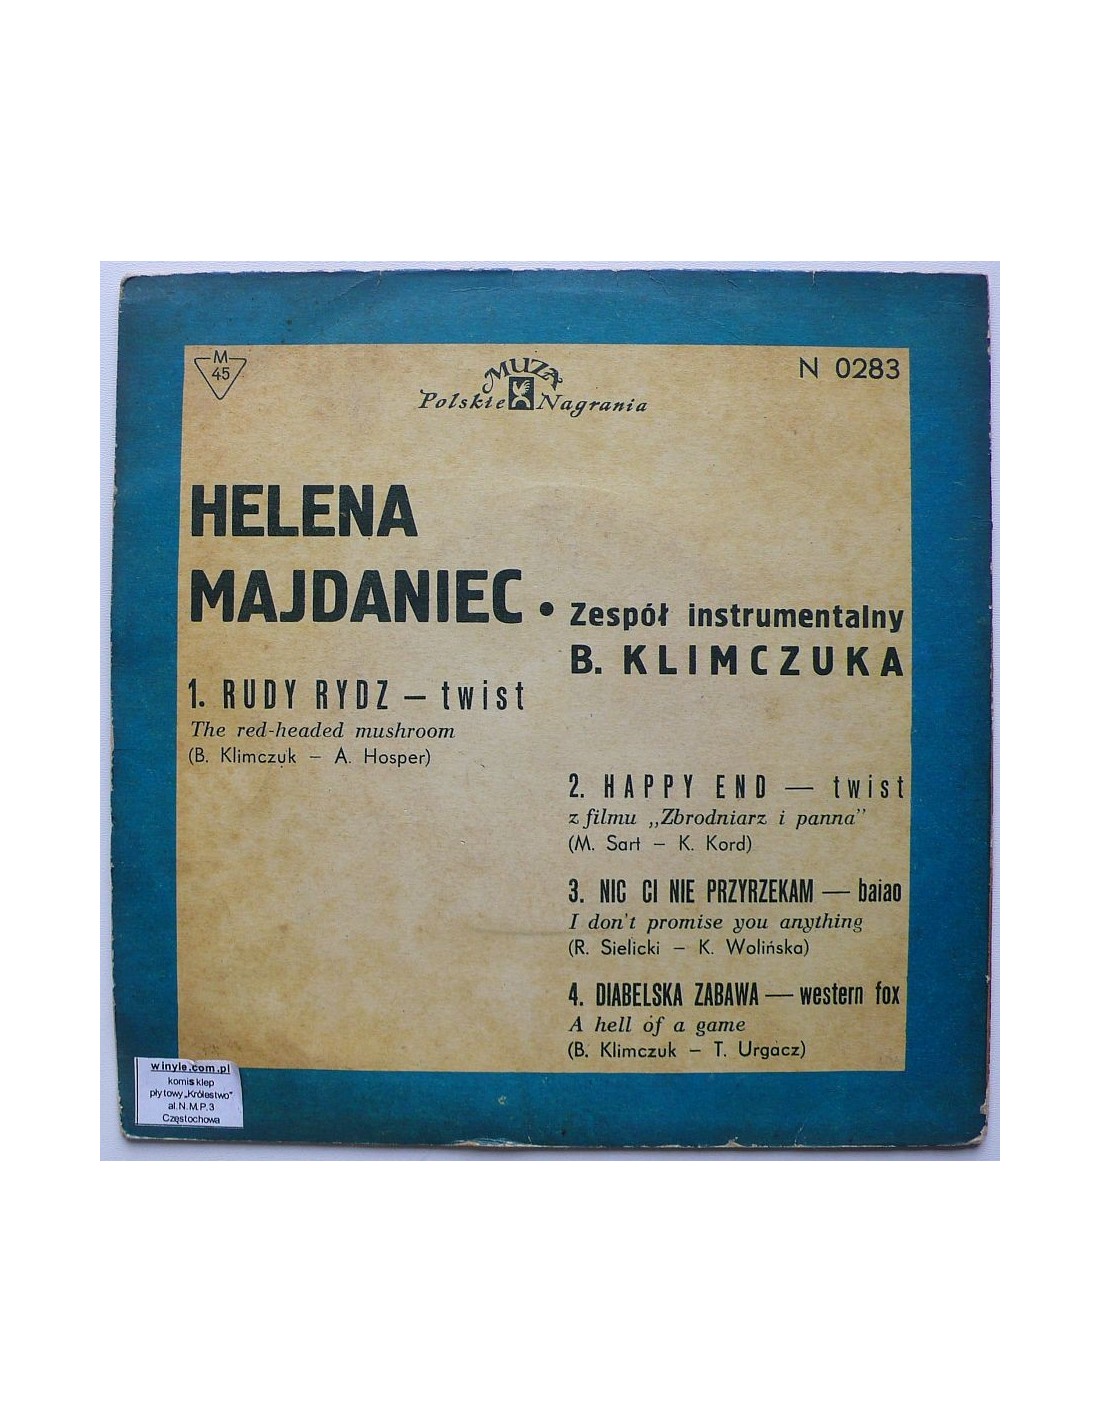 M
45
MUZA
Polskie Nagrania
N 0283
HELENA
MAJDANIEC • Zespół instrumentalny
B. KLIMCZUKA
1. RUDY RYDZ — twist
The red-headed mushroom
(B. Klimczuk – A. Hosper)
2. HAPPY END — twist
z filmu „Zbrodniarz i panna”
(M. Sart – K. Kord)
3. NIC CI NIE PRZYRZEKAM — baiao
I don't promise you anything
(R. Sielicki – K. Wolińska)
4. DIABELSKA ZABAWA — western fox
A hell of a game
(B. Klimczuk – T. Urgacz)
winyle.com.pl
komis sklep
płytowy „Królestwo”
al. N.M.P. 3
Częstochowa